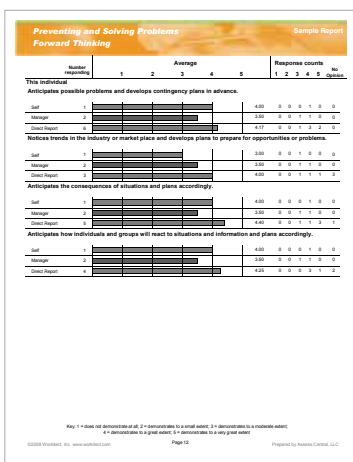 Preventing and Solving Problems Sample Report
Forward Thinking
Number responding Average Response counts No Opinion
1 2 3 4 5 1 2 3 4 5
This individual
Anticipates possible problems and develops contingency plans in advance.
Self 1 4.00 0 0 0 1 0 0
Manager 2 3.50 0 0 1 1 0 0
Direct Report 6 4.17 0 0 1 3 2 0
Notices trends in the industry or market place and develops plans to prepare for opportunities or problems.
Self 1 3.00 0 0 1 0 0 0
Manager 2 3.50 0 0 1 1 0 0
Direct Report 3 4.00 0 0 1 1 1 3
Anticipates the consequences of situations and plans accordingly.
Self 1 4.00 0 0 0 1 0 0
Manager 2 3.50 0 0 1 1 0 0
Direct Report 5 4.40 0 0 1 1 3 1
Anticipates how individuals and groups will react to situations and information and plans accordingly.
Self 1 4.00 0 0 0 1 0 0
Manager 2 3.50 0 0 1 1 0 0
Direct Report 4 4.25 0 0 0 3 1 2
Key: 1 = does not demonstrate at all; 2 = demonstrates to a small extent; 3 = demonstrates to a moderate extent;
4 = demonstrates to a great extent; 5 = demonstrates to a very great extent
©2008 Workitect, Inc. www.workitect.com Page 12 Prepared by Assess Central, LLC